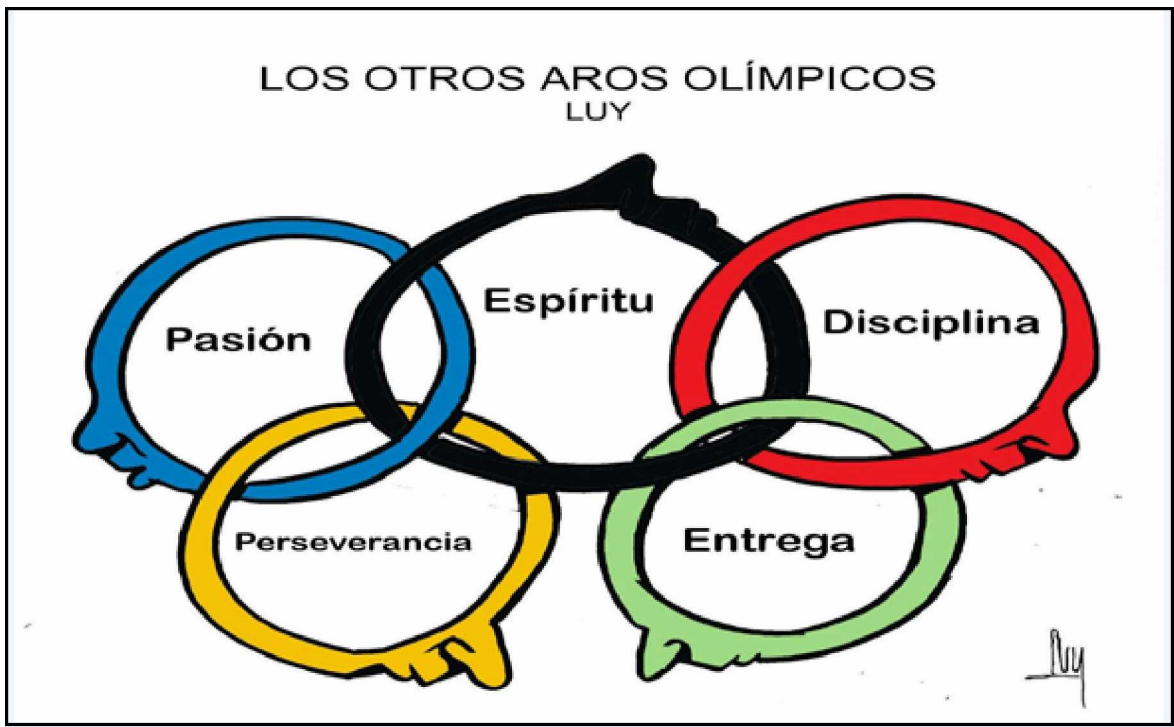 LOS OTROS AROS OLÍMPICOS
LUY
Pasión
Espíritu
Disciplina
Perseverancia
Entrega
luy